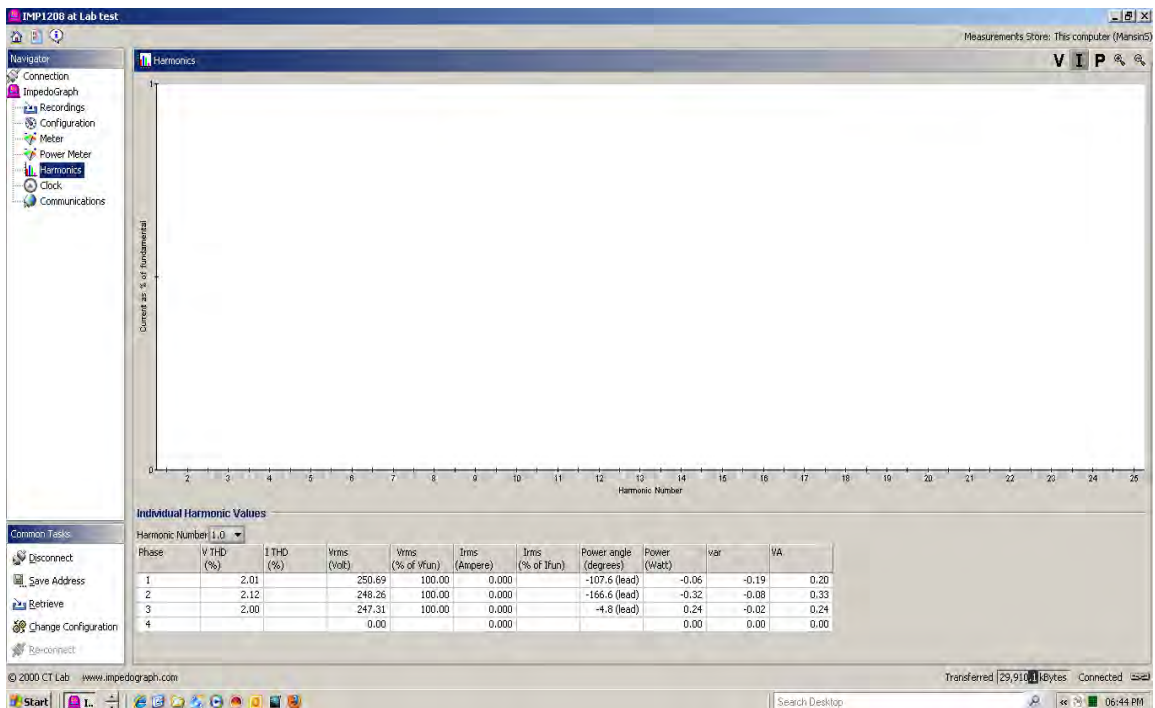 IMP1208 at Lab test
Measurements Store: This computer (MansinS)
Navigator
Connection
ImpedoGraph
Recordings
Configuration
Meter
Power Meter
Harmonics
Clock
Communications
Harmonics
V I P
1
Current as % of fundamental
0
2 3 4 5 6 7 8 9 10 11 12 13 14 15 16 17 18 19 20 21 22 23 24 25
Harmonic Number
Individual Harmonic Values
Harmonic Number 1.0
Phase V THD (%) I THD (%) Vrms (Volt) Vrms (% of Vfun) Irms (Ampere) Irms (% of Ifun) Power angle (degrees) Power (Watt) var VA
1 2.01 250.69 100.00 0.000 -107.6 (lead) -0.06 -0.19 0.20
2 2.12 248.26 100.00 0.000 -166.6 (lead) -0.32 -0.08 0.33
3 2.00 247.31 100.00 0.000 -4.8 (lead) 0.24 -0.02 0.24
4 0.00 0.000 0.00 0.00 0.00
Common Tasks
Disconnect
Save Address
Retrieve
Change Configuration
Re-connect
© 2000 CT Lab www.impedograph.com
Transferred 29,910.1 kBytes Connected
Start
I..
Search Desktop
06:44 PM